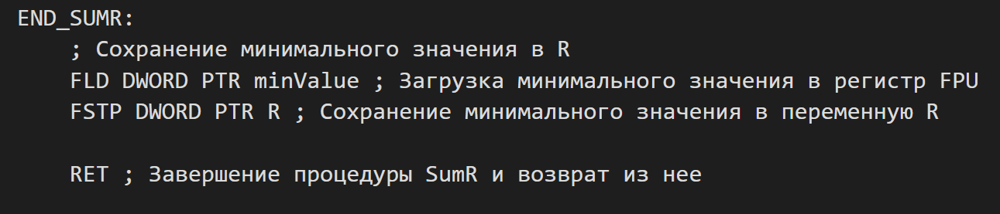 END_SUMR:
; Сохранение минимального значения в R
FLD DWORD PTR minValue ; Загрузка минимального значения в регистр FPU
FSTP DWORD PTR R ; Сохранение минимального значения в переменную R
RET ; Завершение процедуры SumR и возврат из нее